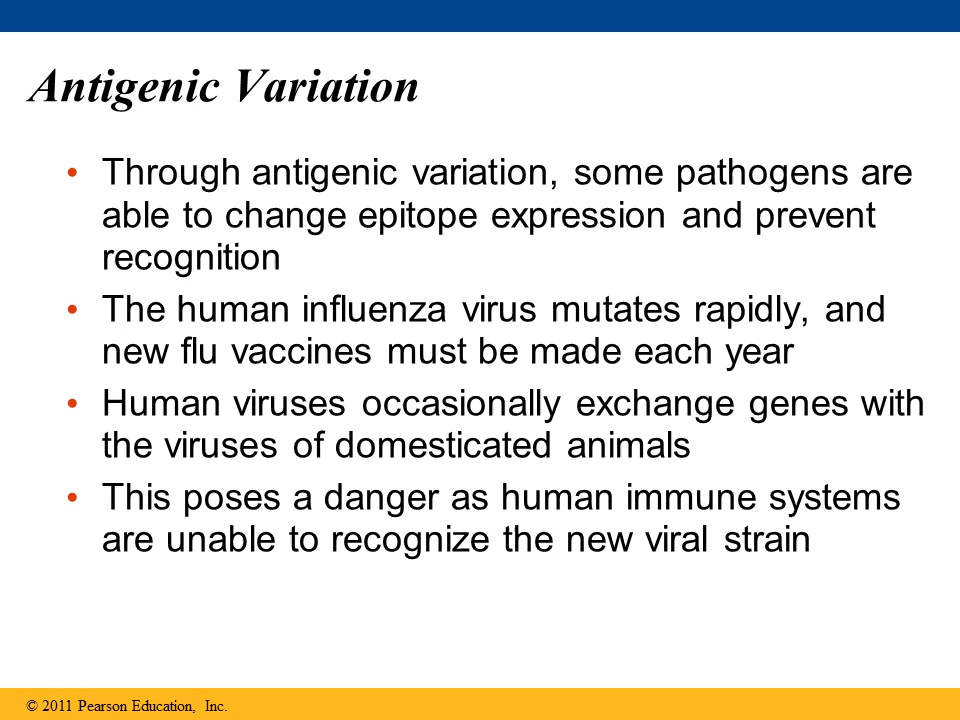 Antigenic Variation
• Through antigenic variation, some pathogens are
able to change epitope expression and prevent
recognition
• The human influenza virus mutates rapidly, and
new flu vaccines must be made each year
• Human viruses occasionally exchange genes with
the viruses of domesticated animals
• This poses a danger as human immune systems
are unable to recognize the new viral strain
© 2011 Pearson Education, Inc.